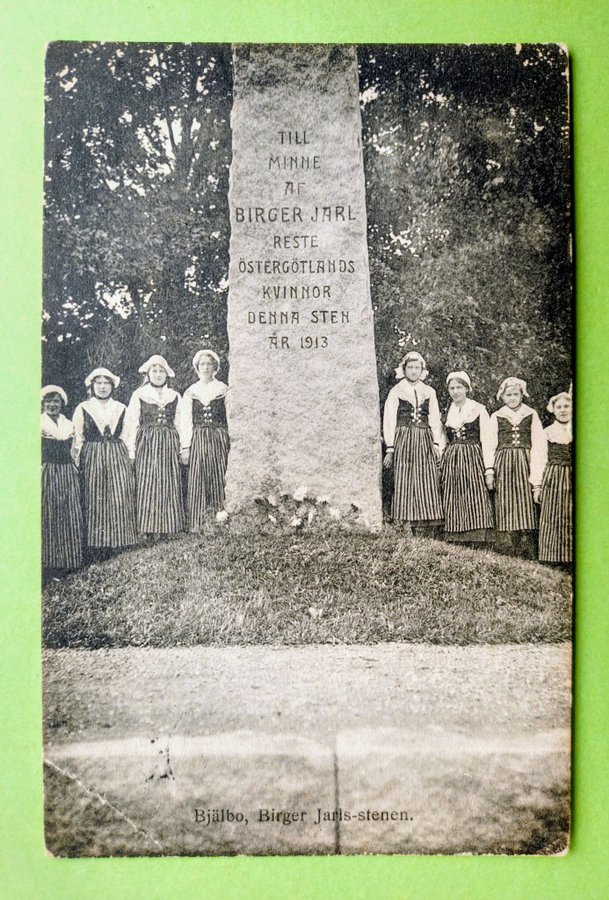 TILL
MINNE
AF
BIRGER JARL
RESTE
ÖSTERGÖTLANDS
KVINNOR
DENNA STEN
ÅR 1913
Bjälbo, Birger Jarls-stenen.